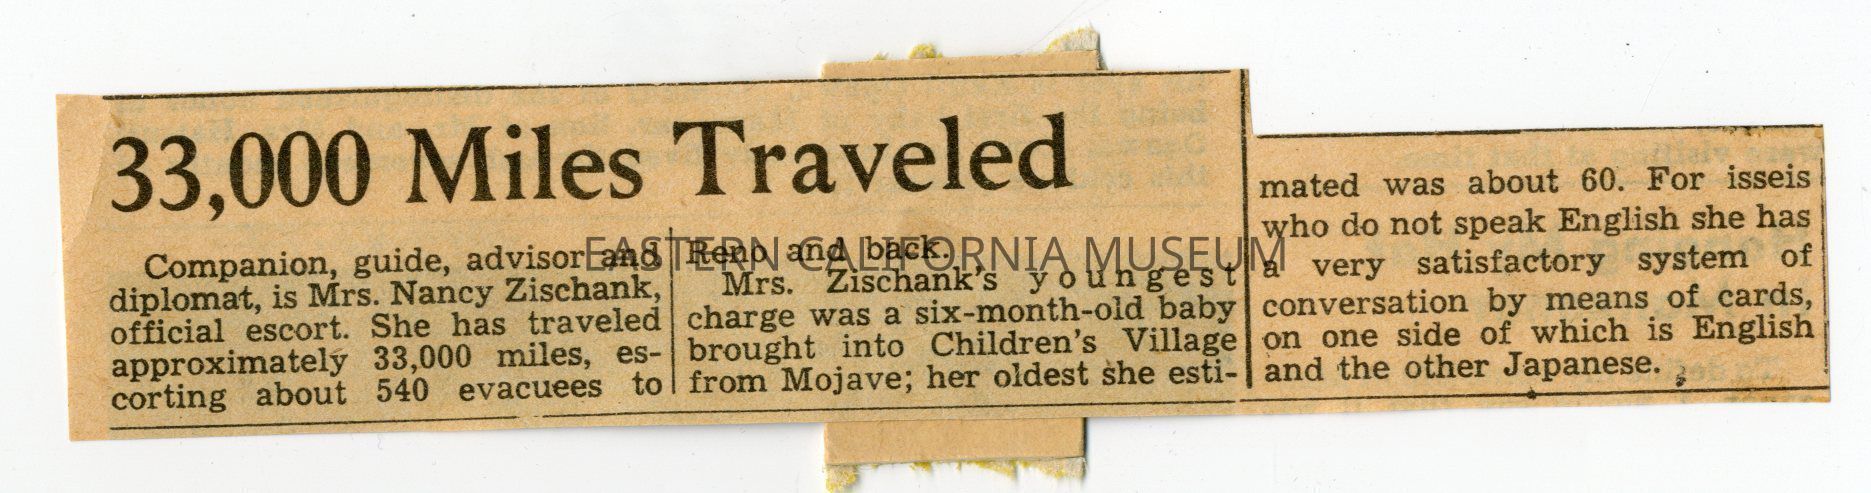 33,000 Miles Traveled
Companion, guide, advisor and
diplomat, is Mrs. Nancy Zischank,
official escort. She has traveled
approximately 33,000 miles, es-
corting about 540 evacuees to
Reno and back.
Mrs. Zischank's youngest
charge was a six-month-old baby
brought into Children's Village
from Mojave; her oldest she esti-
mated was about 60. For isseis
who do not speak English she has
a very satisfactory system of
conversation by means of cards,
on one side of which is English
and the other Japanese.
EASTERN CALIFORNIA MUSEUM